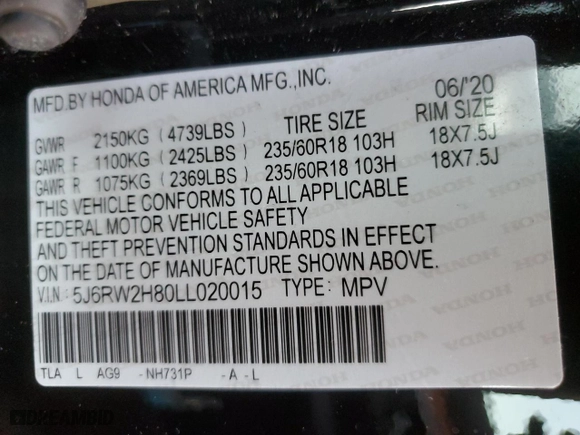 MFD.BY HONDA OF AMERICA MFG.,INC. 06/'20
GVWR 2150KG (4739LBS) TIRE SIZE RIM SIZE
GAWR F 1100KG (2425LBS) 235/60R18 103H 18X7.5J
GAWR R 1075KG (2369LBS) 235/60R18 103H 18X7.5J
THIS VEHICLE CONFORMS TO ALL APPLICABLE
FEDERAL MOTOR VEHICLE SAFETY
AND THEFT PREVENTION STANDARDS IN EFFECT
ON THE DATE OF MANUFACTURE SHOWN ABOVE.
V.I.N: 5J6RW2H80LL020015 TYPE: MPV
TLA L AG9 -NH731P -A-L
DREAMBID